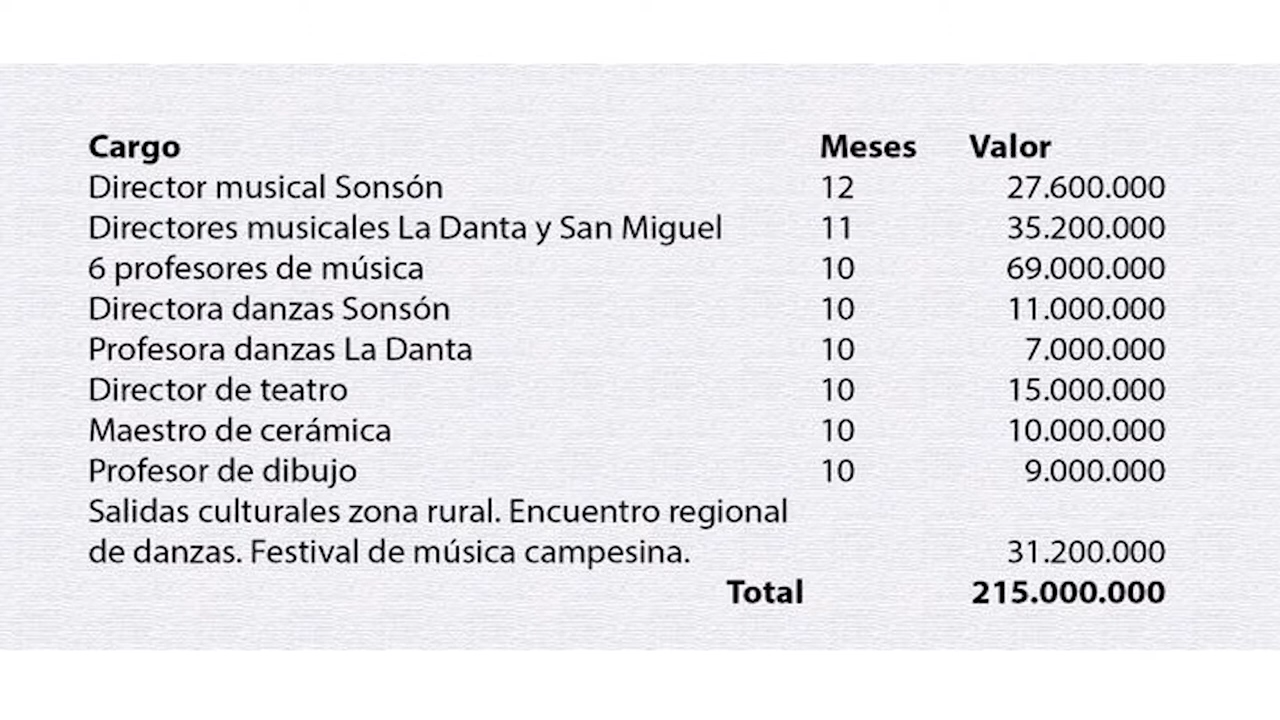 Cargo Meses Valor
Director musical Sonsón 12 27.600.000
Directores musicales La Danta y San Miguel 11 35.200.000
6 profesores de música 10 69.000.000
Directora danzas Sonsón 10 11.000.000
Profesora danzas La Danta 10 7.000.000
Director de teatro 10 15.000.000
Maestro de cerámica 10 10.000.000
Profesor de dibujo 10 9.000.000
Salidas culturales zona rural. Encuentro regional
de danzas. Festival de música campesina. 31.200.000
Total 215.000.000